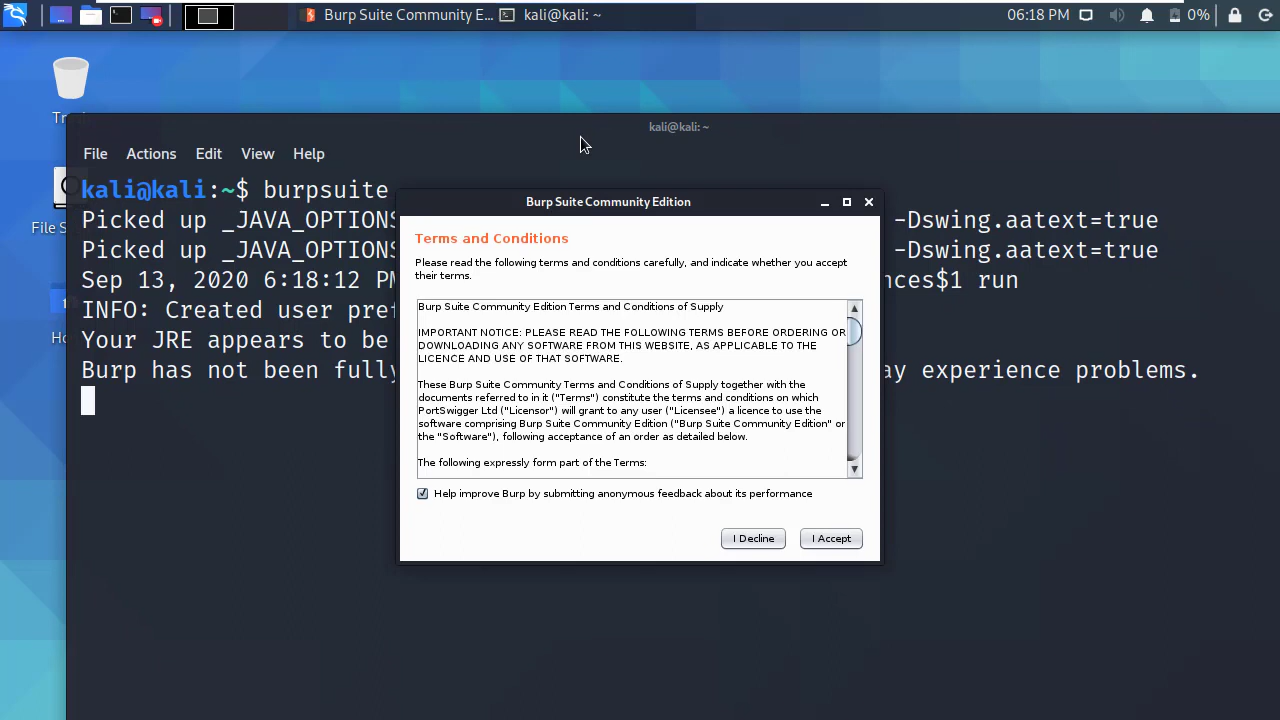 Burp Suite Community E...
kali@kali: ~
06:18 PM
0%
kali@kali: ~
File Actions Edit View Help
kali@kali:~$ burpsuite
Picked up _JAVA_OPTIONS -Dswing.aatext=true
Picked up _JAVA_OPTIONS -Dswing.aatext=true
Sep 13, 2020 6:18:12 PM nces$1 run
INFO: Created user pref
Your JRE appears to be
Burp has not been fully ay experience problems.
Burp Suite Community Edition
Terms and Conditions
Please read the following terms and conditions carefully, and indicate whether you accept
their terms.
Burp Suite Community Edition Terms and Conditions of Supply
IMPORTANT NOTICE: PLEASE READ THE FOLLOWING TERMS BEFORE ORDERING OR
DOWNLOADING ANY SOFTWARE FROM THIS WEBSITE, AS APPLICABLE TO THE
LICENCE AND USE OF THAT SOFTWARE.
These Burp Suite Community Terms and Conditions of Supply together with the
documents referred to in it ("Terms") constitute the terms and conditions on which
PortSwigger Ltd ("Licensor") will grant to any user ("Licensee") a licence to use the
software comprising Burp Suite Community Edition ("Burp Suite Community Edition" or
the "Software"), following acceptance of an order as detailed below.
The following expressly form part of the Terms:
Help improve Burp by submitting anonymous feedback about its performance
I Decline
I Accept